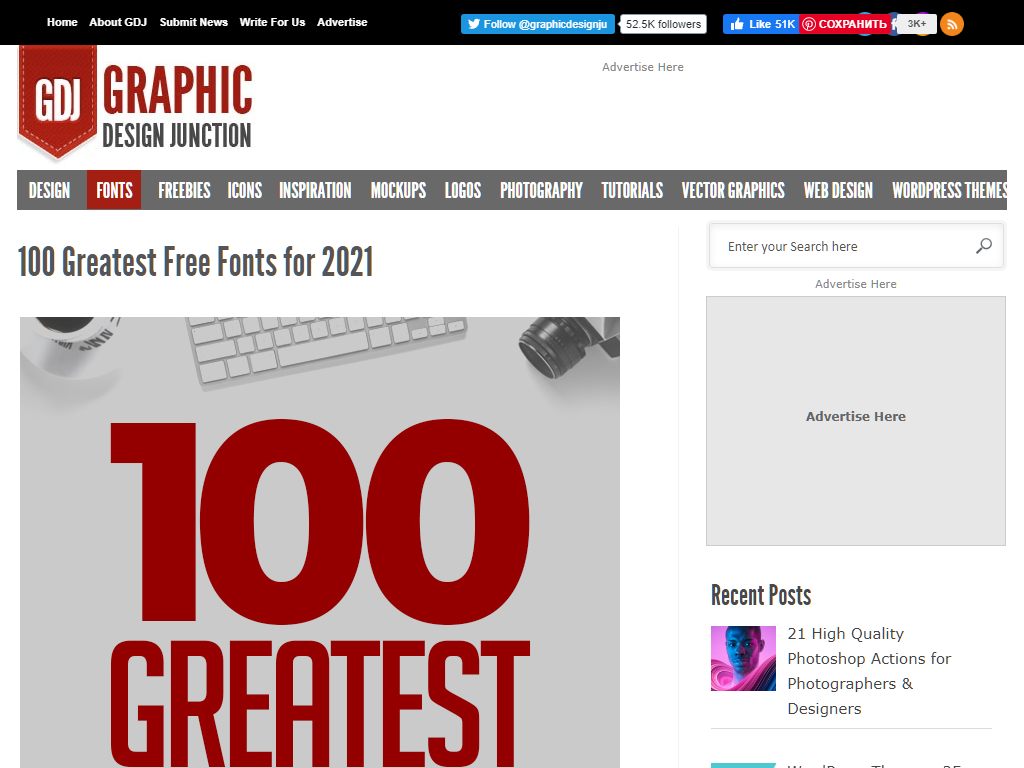 Home About GDJ Submit News Write For Us Advertise
Follow @graphicdesignju 52.5K followers Like 51K СОХРАНИТЬ 3K+
GDJ
GRAPHIC
DESIGN JUNCTION
Advertise Here
DESIGN FONTS FREEBIES ICONS INSPIRATION MOCKUPS LOGOS PHOTOGRAPHY TUTORIALS VECTOR GRAPHICS WEB DESIGN WORDPRESS THEMES
100 Greatest Free Fonts for 2021
Enter your Search here
Advertise Here
Advertise Here
100
GREATEST
Recent Posts
21 High Quality
Photoshop Actions for
Photographers &
Designers